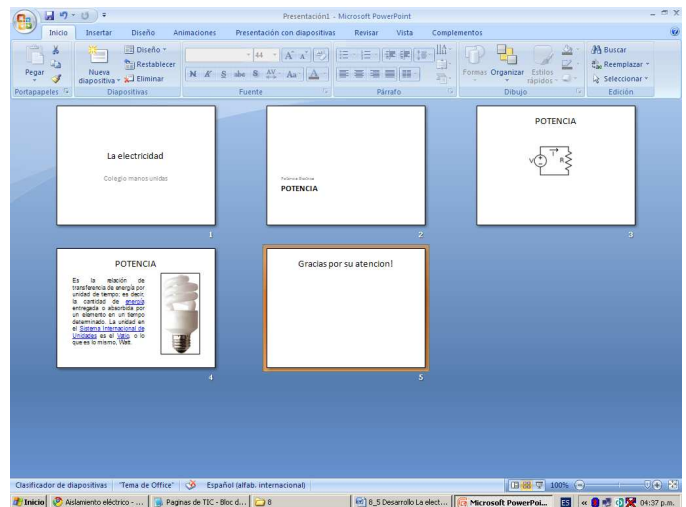 Presentación1 - Microsoft PowerPoint
Inicio Insertar Diseño Animaciones Presentación con diapositivas Revisar Vista Complementos
Pegar
Portapapeles
Nueva diapositiva
Diseño
Restablecer
Eliminar
Diapositivas
44
N K S abe S AV Aa A
Fuente
Párrafo
Formas Organizar Estilos rápidos
Dibujo
Buscar
Reemplazar
Seleccionar
Edición
La electricidad
Colegio manos unidas
1
Potencia Electrica
POTENCIA
2
POTENCIA
V I R
3
POTENCIA
Es la relación de
transferencia de energía por
unidad de tiempo; es decir,
la cantidad de energía
entregada o absorbida por
un elemento en un tiempo
determinado. La unidad en
el Sistema Internacional de
Unidades es el Vatio, o lo
que es lo mismo, Watt.
4
Gracias por su atencion!
5
Clasificador de diapositivas "Tema de Office" Español (alfab. internacional) 100%
Inicio Aislamiento eléctrico - ... Paginas de TIC - Bloc d... 8 8_5 Desarrollo La elect... Microsoft PowerPoi... ES 04:37 p.m.